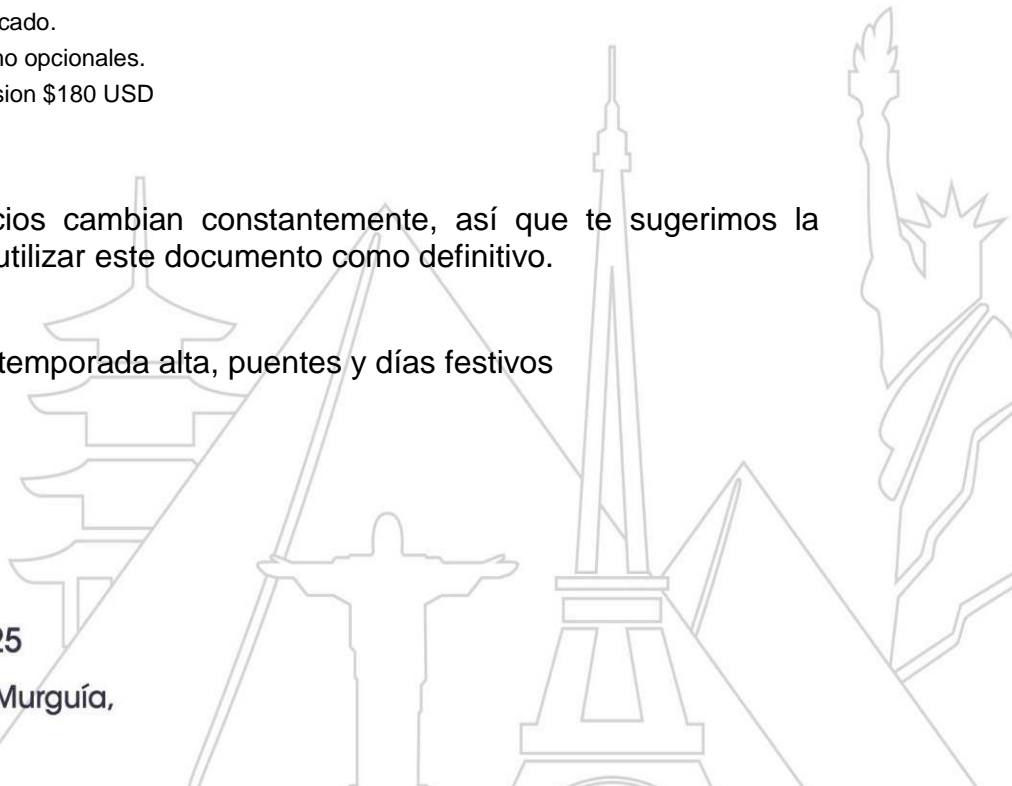 cado.
no opcionales.
sion $180 USD
cios cambian constantemente, así que te sugerimos la
utilizar este documento como definitivo.
temporada alta, puentes y días festivos
25
Murguía,